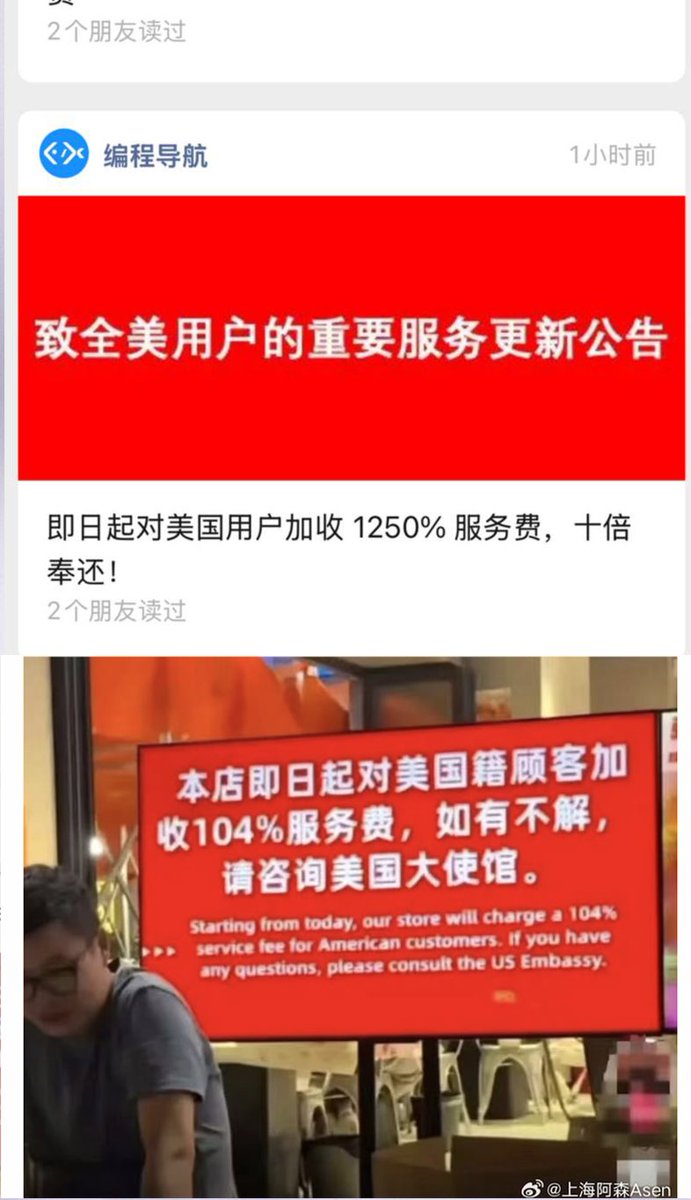 2个朋友读过
编程导航
1小时前
致全美用户的重要服务更新公告
即日起对美国用户加收 1250% 服务费，十倍
奉还！
2个朋友读过
本店即日起对美国籍顾客加
收104%服务费，如有不解，
请咨询美国大使馆。
Starting from today, our store will charge a 104%
service fee for American customers. If you have
any questions, please consult the US Embassy.
@上海阿森Asen